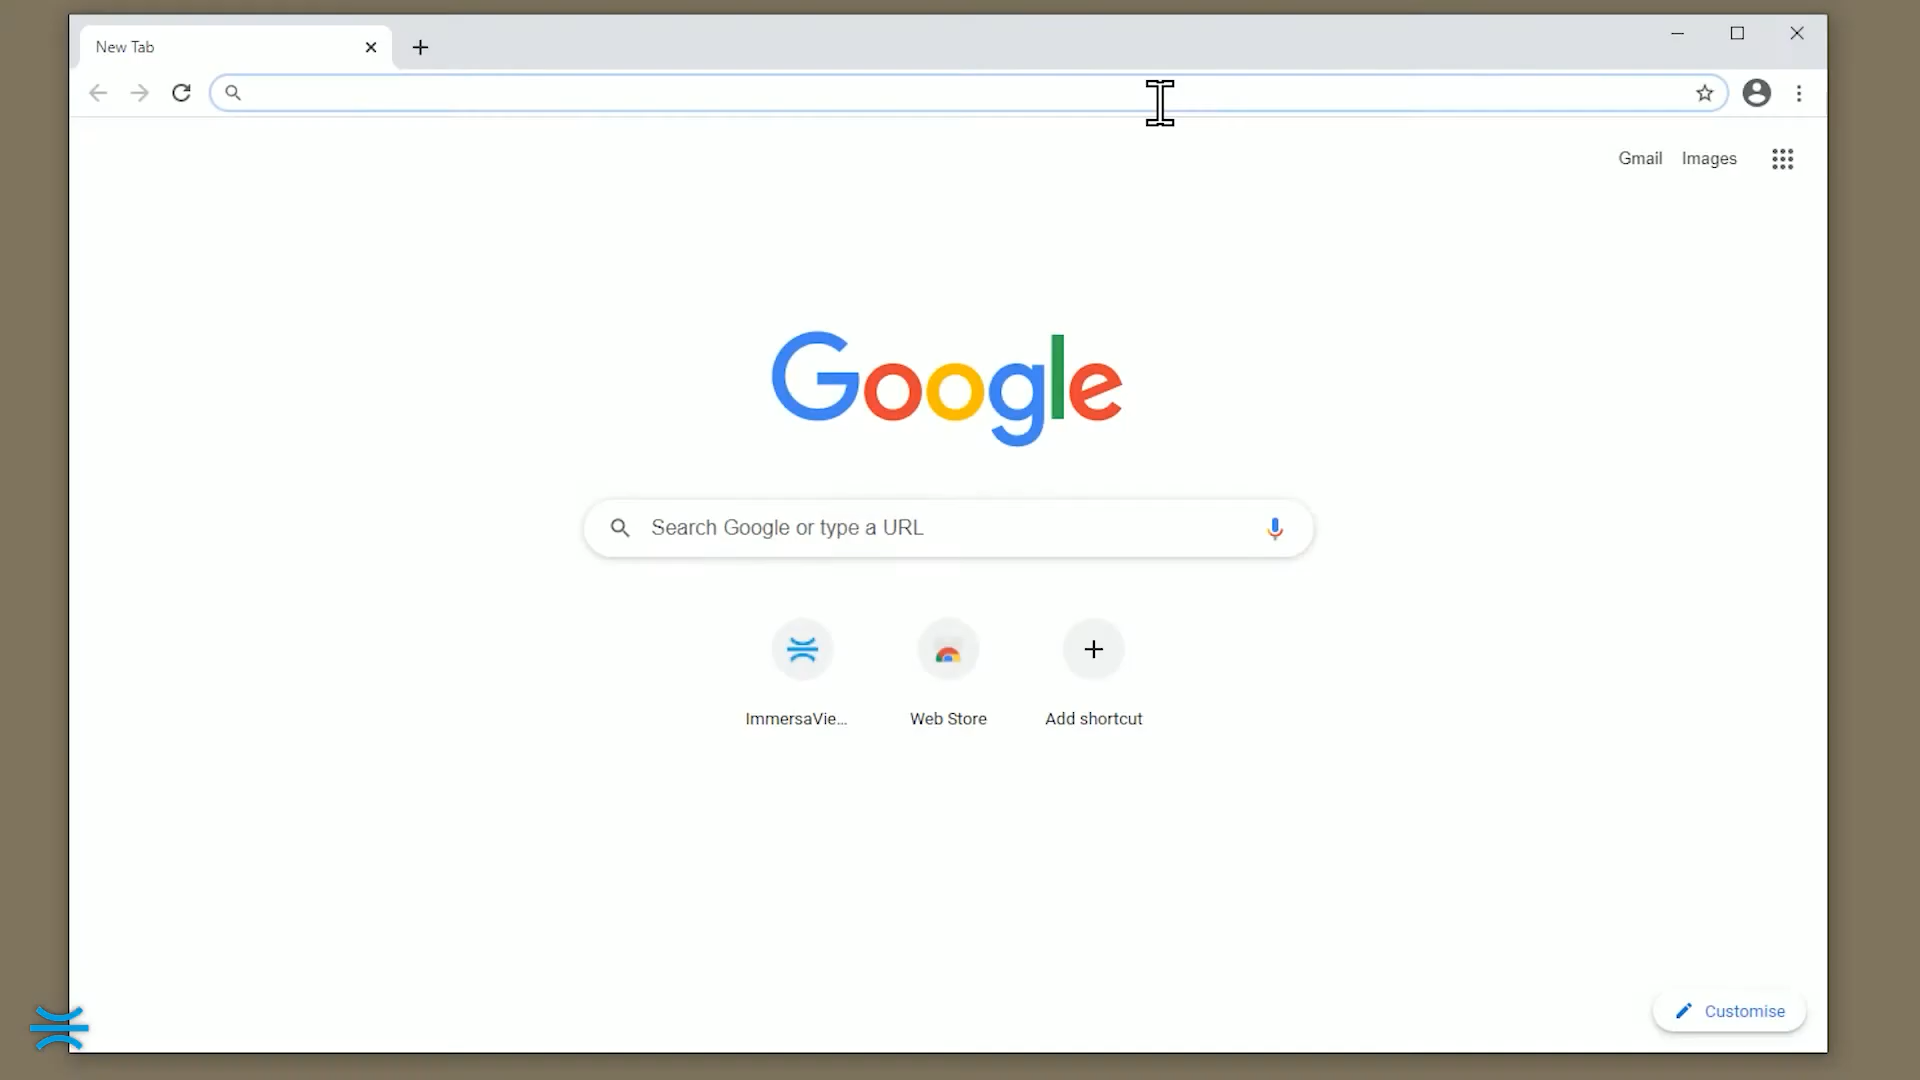 New Tab
Gmail Images
Google
Search Google or type a URL
ImmersaVie... Web Store Add shortcut
Customise